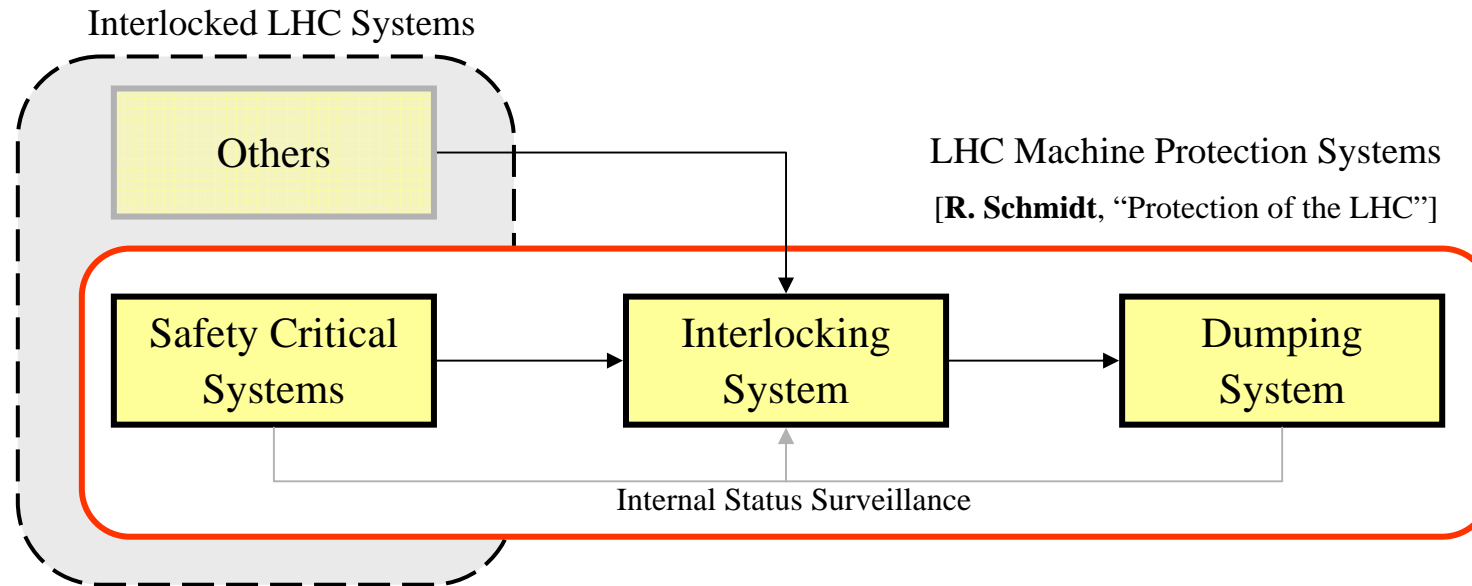 Interlocked LHC Systems
Others
LHC Machine Protection Systems
[R. Schmidt, “Protection of the LHC”]
Safety Critical
Systems
Interlocking
System
Dumping
System
Internal Status Surveillance